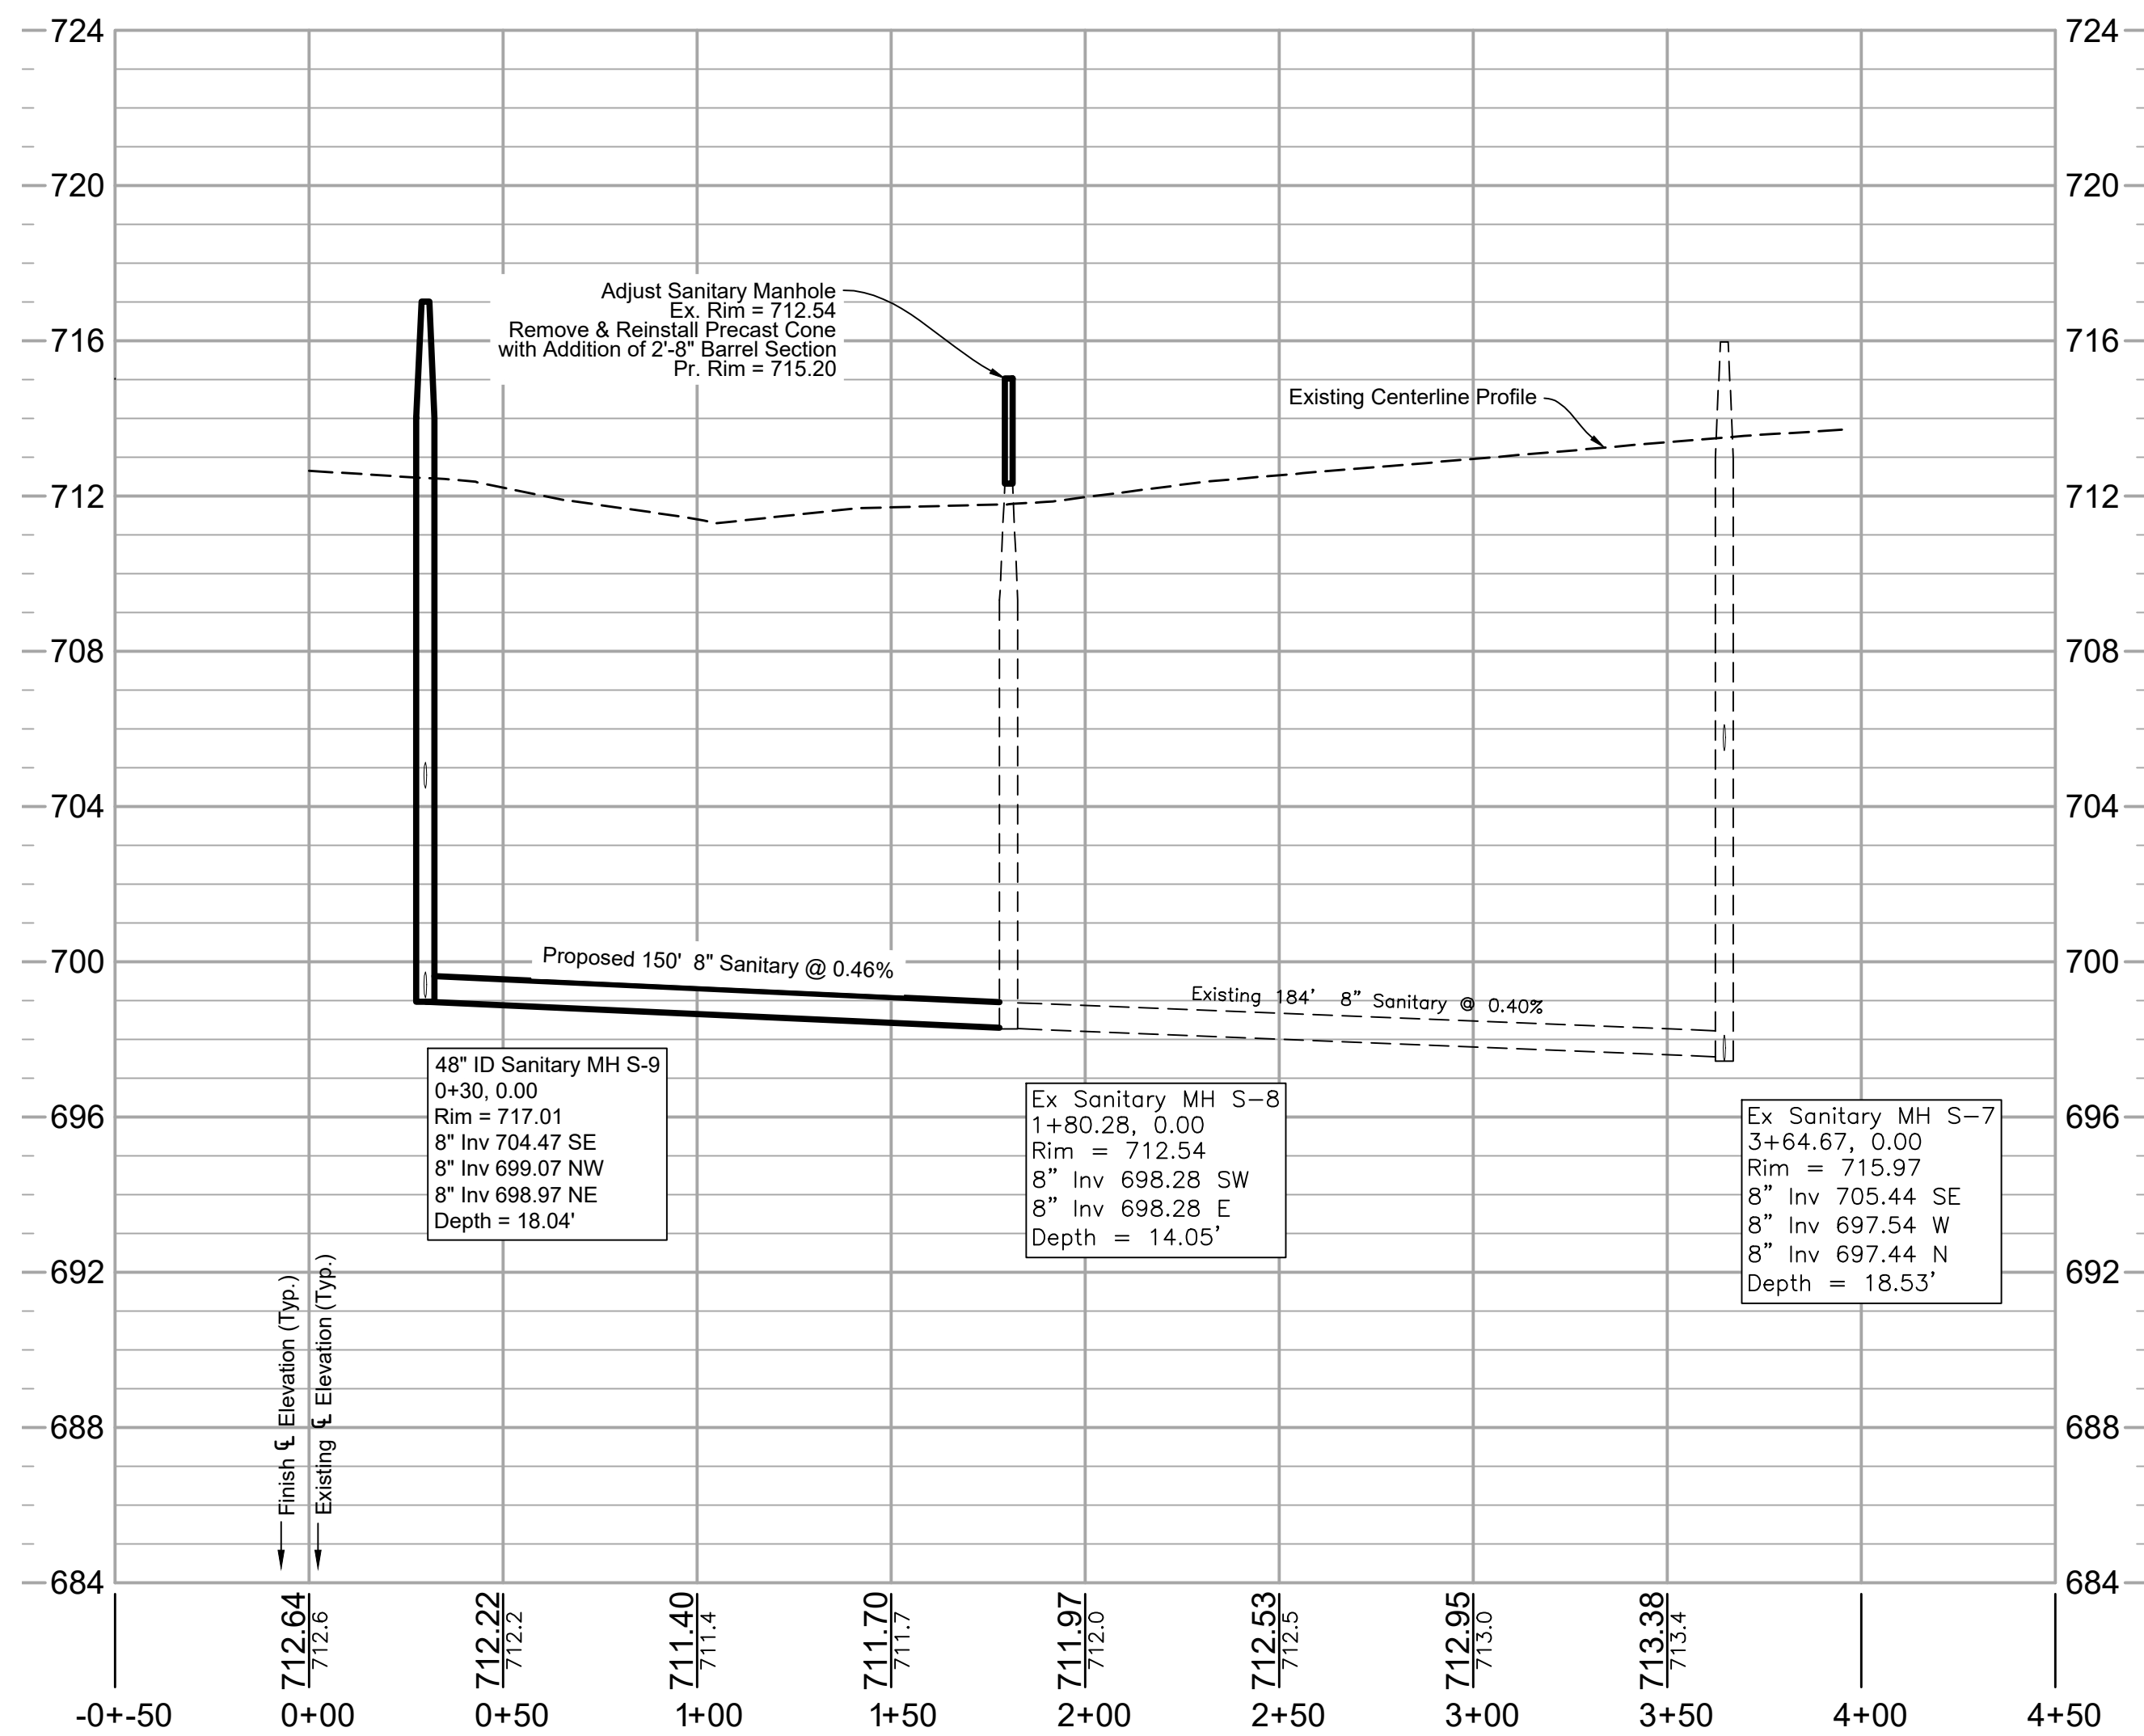 724
724
720
720
Adjust Sanitary Manhole
Ex. Rim = 712.54
Remove & Reinstall Precast Cone
with Addition of 2'-8" Barrel Section
Pr. Rim = 715.20
716
716
Existing Centerline Profile
712
712
708
708
704
704
700
700
Proposed 150' 8" Sanitary @ 0.46%
Existing 184' 8" Sanitary @ 0.40%
48" ID Sanitary MH S-9
0+30, 0.00
Rim = 717.01
8" Inv 704.47 SE
8" Inv 699.07 NW
8" Inv 698.97 NE
Depth = 18.04'
Ex Sanitary MH S-8
1+80.28, 0.00
Rim = 712.54
8" Inv 698.28 SW
8" Inv 698.28 E
Depth = 14.05'
Ex Sanitary MH S-7
3+64.67, 0.00
Rim = 715.97
8" Inv 705.44 SE
8" Inv 697.54 W
8" Inv 697.44 N
Depth = 18.53'
696
696
692
692
688
688
684
684
Finish ℄ Elevation (Typ.)
Existing ℄ Elevation (Typ.)
712.64
712.6
712.22
712.2
711.40
711.4
711.70
711.7
711.97
712.0
712.53
712.5
712.95
713.0
713.38
713.4
-0+-50
0+00
0+50
1+00
1+50
2+00
2+50
3+00
3+50
4+00
4+50